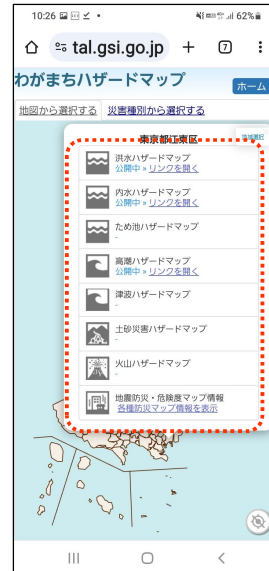 10:26
62%
tal.gsi.go.jp
7
わがまちハザードマップ
ホーム
地図から選択する 災害種別から選択する
東京都江東区
地域選択
洪水ハザードマップ
公開中 » リンクを開く
内水ハザードマップ
公開中 » リンクを開く
ため池ハザードマップ
-
高潮ハザードマップ
公開中 » リンクを開く
津波ハザードマップ
-
土砂災害ハザードマップ
-
火山ハザードマップ
-
地震防災・危険度マップ情報
各種防災マップ情報を表示